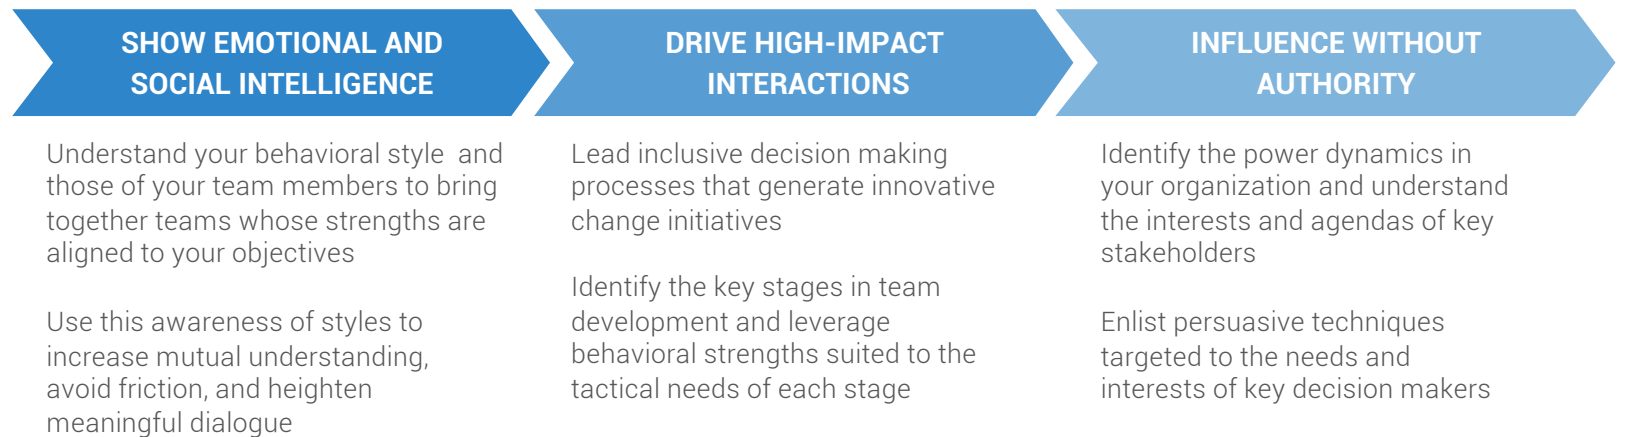 SHOW EMOTIONAL AND
SOCIAL INTELLIGENCE
Understand your behavioral style  and
those of your team members to bring
together teams whose strengths are
aligned to your objectives
Use this awareness of styles to
increase mutual understanding,
avoid friction, and heighten
meaningful dialogue
DRIVE HIGH-IMPACT
INTERACTIONS
Lead inclusive decision making
processes that generate innovative
change initiatives
Identify the key stages in team
development and leverage
behavioral strengths suited to the
tactical needs of each stage
INFLUENCE WITHOUT
AUTHORITY
Identify the power dynamics in
your organization and understand
the interests and agendas of key
stakeholders
Enlist persuasive techniques
targeted to the needs and
interests of key decision makers